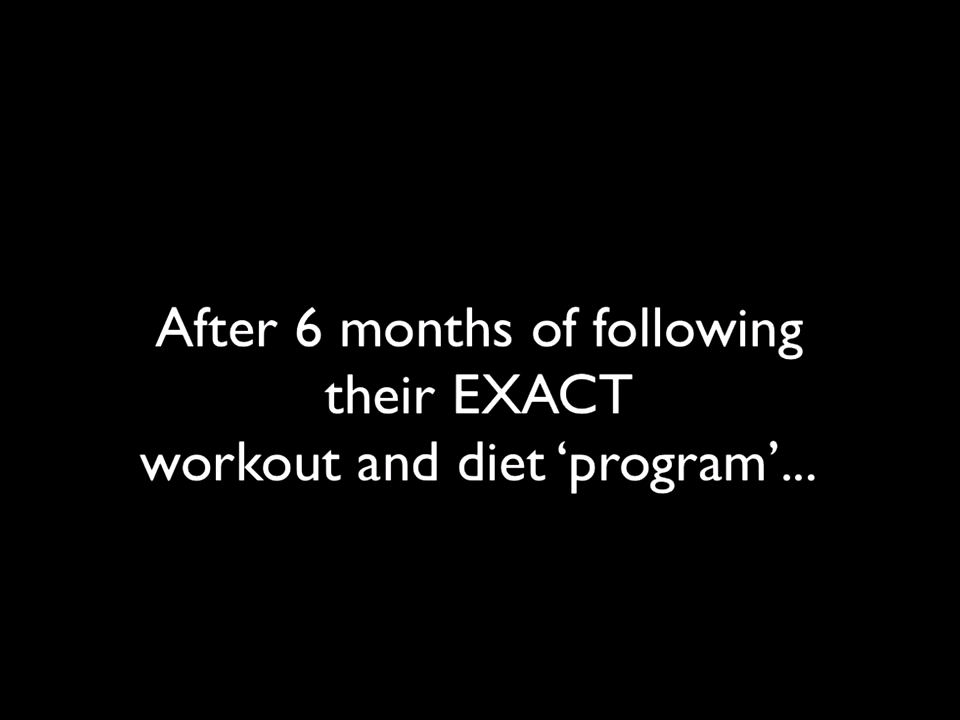 After 6 months of following
their EXACT
workout and diet ‘program’...